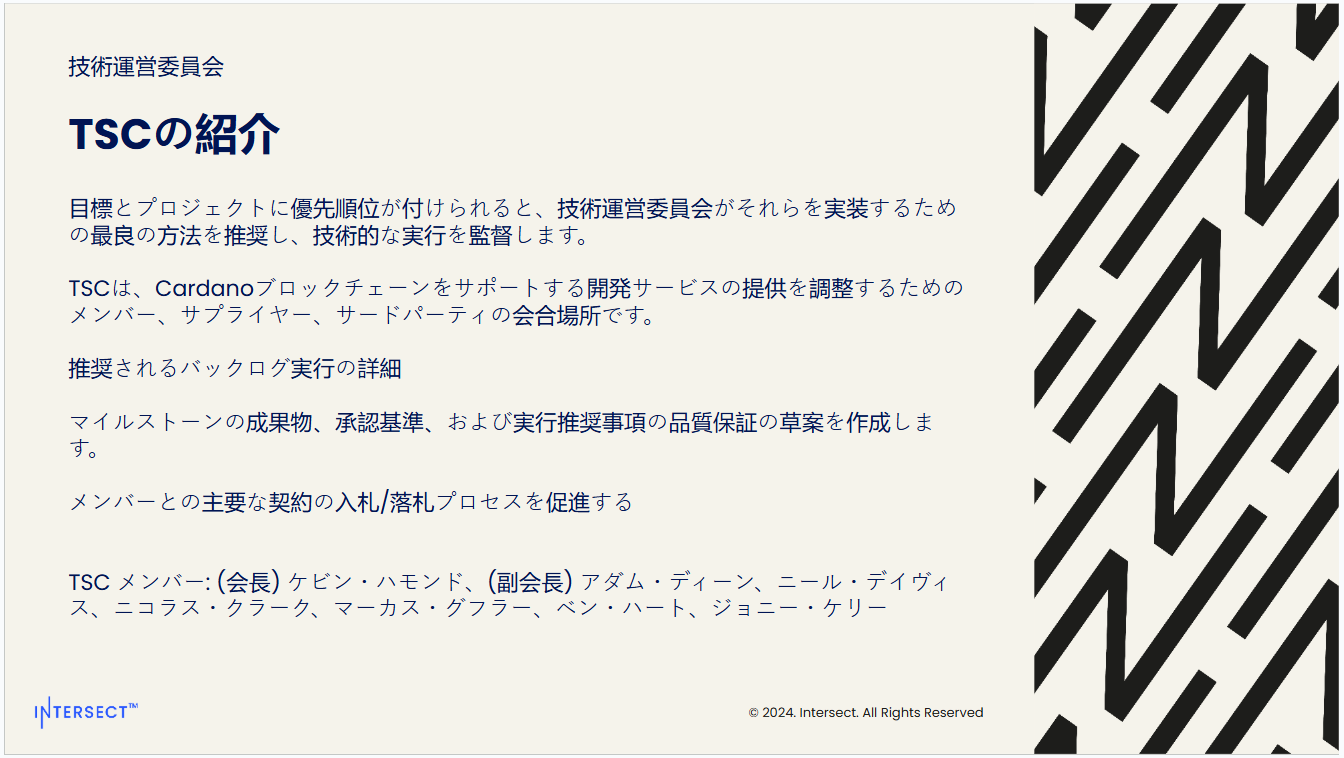 技術運営委員会
TSCの紹介
目標とプロジェクトに優先順位が付けられると、技術運営委員会がそれらを実装するため
の最良の方法を推奨し、技術的な実行を監督します。
TSCは、Cardanoブロックチェーンをサポートする開発サービスの提供を調整するための
メンバー、サプライヤー、サードパーティの会合場所です。
推奨されるバックログ実行の詳細
マイルストーンの成果物、承認基準、および実行推奨事項の品質保証の草案を作成しま
す。
メンバーとの主要な契約の入札/落札プロセスを促進する
TSC メンバー: (会長) ケビン・ハモンド、(副会長) アダム・ディーン、ニール・デイヴィ
ス、ニコラス・クラーク、マーカス・グフラー、ベン・ハート、ジョニー・ケリー
INTERSECT™
© 2024. Intersect. All Rights Reserved